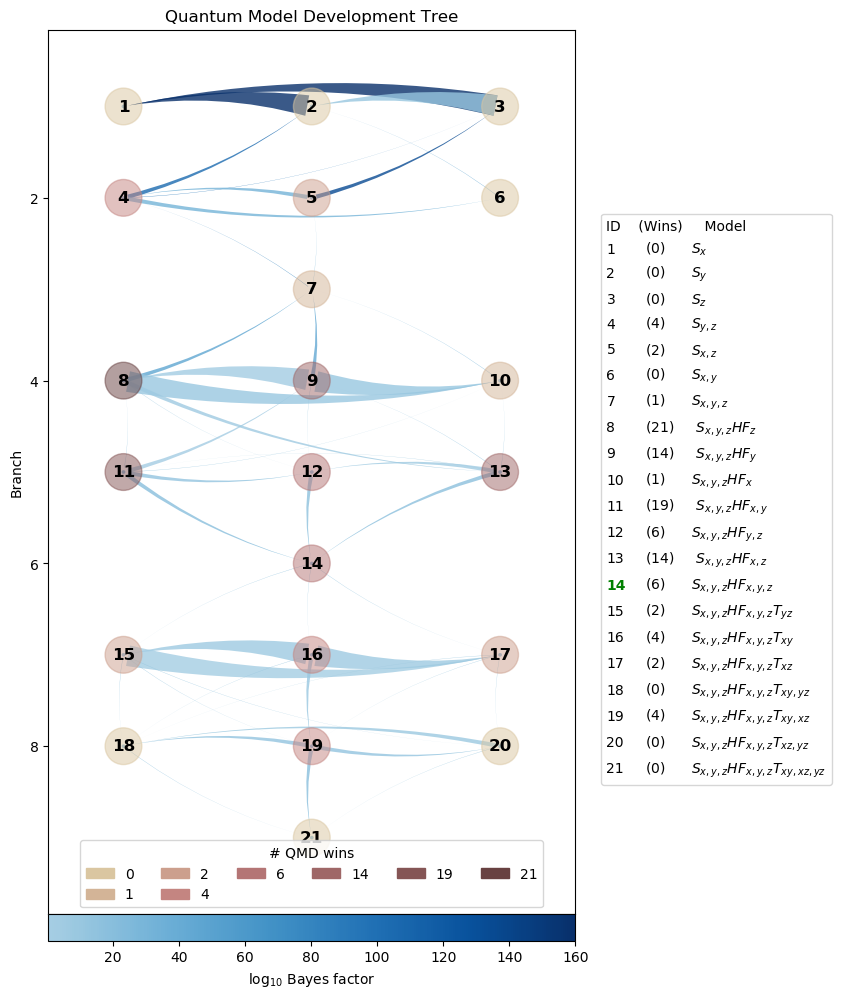 Quantum Model Development Tree
1 2 3
4 5 6
7
8 9 10
11 12 13
14
15 16 17
18 19 20
21
2
4
6
8
Branch
ID (Wins) Model
1 (0) S_x
2 (0) S_y
3 (0) S_z
4 (4) S_{y,z}
5 (2) S_{x,z}
6 (0) S_{x,y}
7 (1) S_{x,y,z}
8 (21) S_{x,y,z}HF_z
9 (14) S_{x,y,z}HF_y
10 (1) S_{x,y,z}HF_x
11 (19) S_{x,y,z}HF_{x,y}
12 (6) S_{x,y,z}HF_{y,z}
13 (14) S_{x,y,z}HF_{x,z}
14 (6) S_{x,y,z}HF_{x,y,z}
15 (2) S_{x,y,z}HF_{x,y,z}T_{yz}
16 (4) S_{x,y,z}HF_{x,y,z}T_{xy}
17 (2) S_{x,y,z}HF_{x,y,z}T_{xz}
18 (0) S_{x,y,z}HF_{x,y,z}T_{xy,yz}
19 (4) S_{x,y,z}HF_{x,y,z}T_{xy,xz}
20 (0) S_{x,y,z}HF_{x,y,z}T_{xz,yz}
21 (0) S_{x,y,z}HF_{x,y,z}T_{xy,xz,yz}
# QMD wins
0 2 6 14 19 21
1 4
20 40 60 80 100 120 140 160
log_{10} Bayes factor